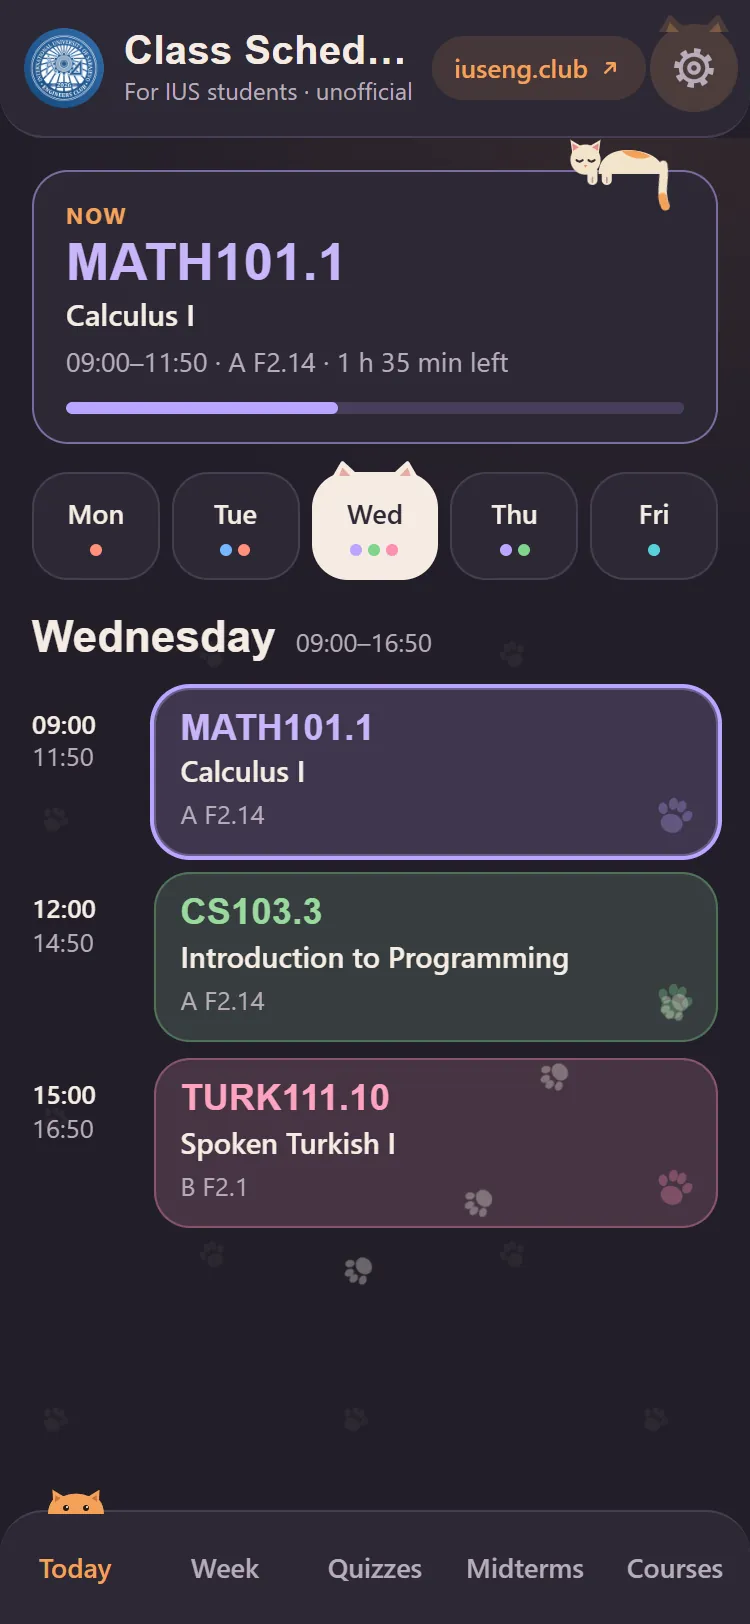 Class Sched...
For IUS students · unofficial
iuseng.club ↗
NOW
MATH101.1
Calculus I
09:00–11:50 · A F2.14 · 1 h 35 min left
Mon
Tue
Wed
Thu
Fri
Wednesday 09:00–16:50
09:00
11:50
MATH101.1
Calculus I
A F2.14
12:00
14:50
CS103.3
Introduction to Programming
A F2.14
15:00
16:50
TURK111.10
Spoken Turkish I
B F2.1
Today
Week
Quizzes
Midterms
Courses